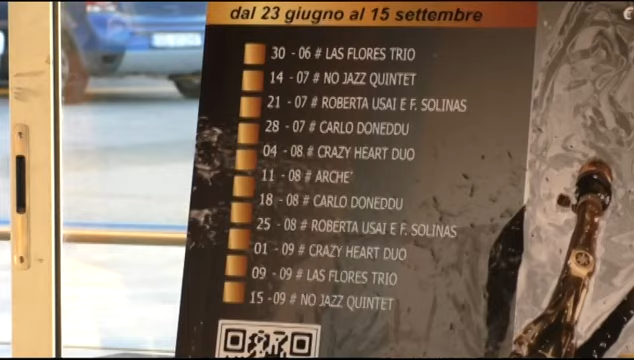 dal 23 giugno al 15 settembre
30 - 06 # LAS FLORES TRIO
14 - 07 # NO JAZZ QUINTET
21 - 07 # ROBERTA USAI E F. SOLINAS
28 - 07 # CARLO DONEDDU
04 - 08 # CRAZY HEART DUO
11 - 08 # ARCHE'
18 - 08 # CARLO DONEDDU
25 - 08 # ROBERTA USAI E F. SOLINAS
01 - 09 # CRAZY HEART DUO
09 - 09 # LAS FLORES TRIO
15 - 09 # NO JAZZ QUINTET